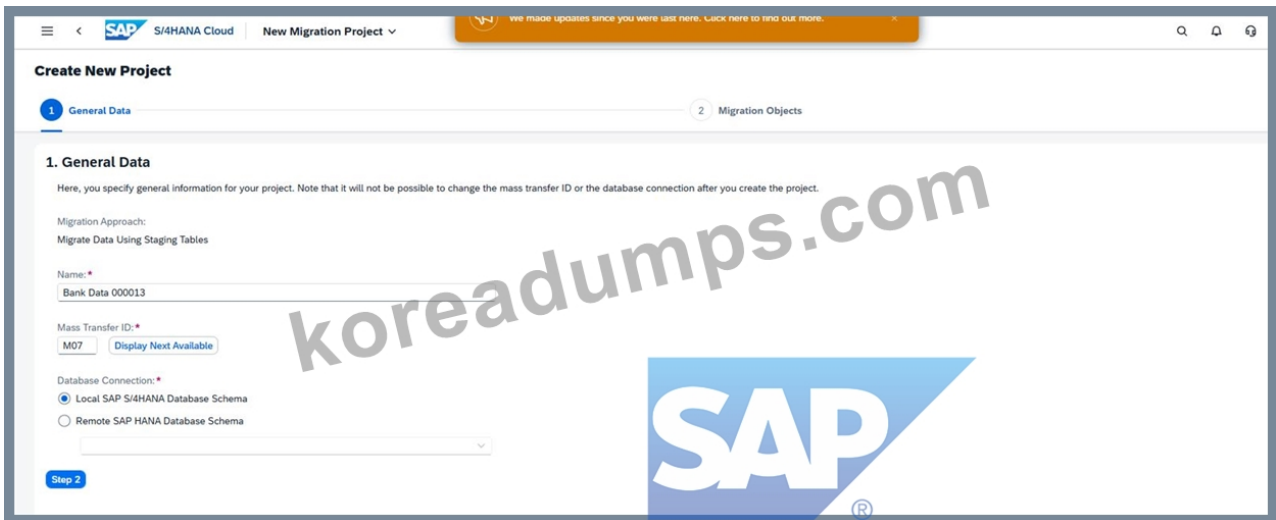 SAP S/4HANA Cloud New Migration Project
We made updates since you were last here. Click here to find out more.
Create New Project
1 General Data 2 Migration Objects
1. General Data
Here, you specify general information for your project. Note that it will not be possible to change the mass transfer ID or the database connection after you create the project.
Migration Approach:
Migrate Data Using Staging Tables
Name:*
Bank Data 000013
Mass Transfer ID:*
M07 Display Next Available
Database Connection:*
Local SAP S/4HANA Database Schema
Remote SAP HANA Database Schema
Step 2
koreadumps.com
SAP®